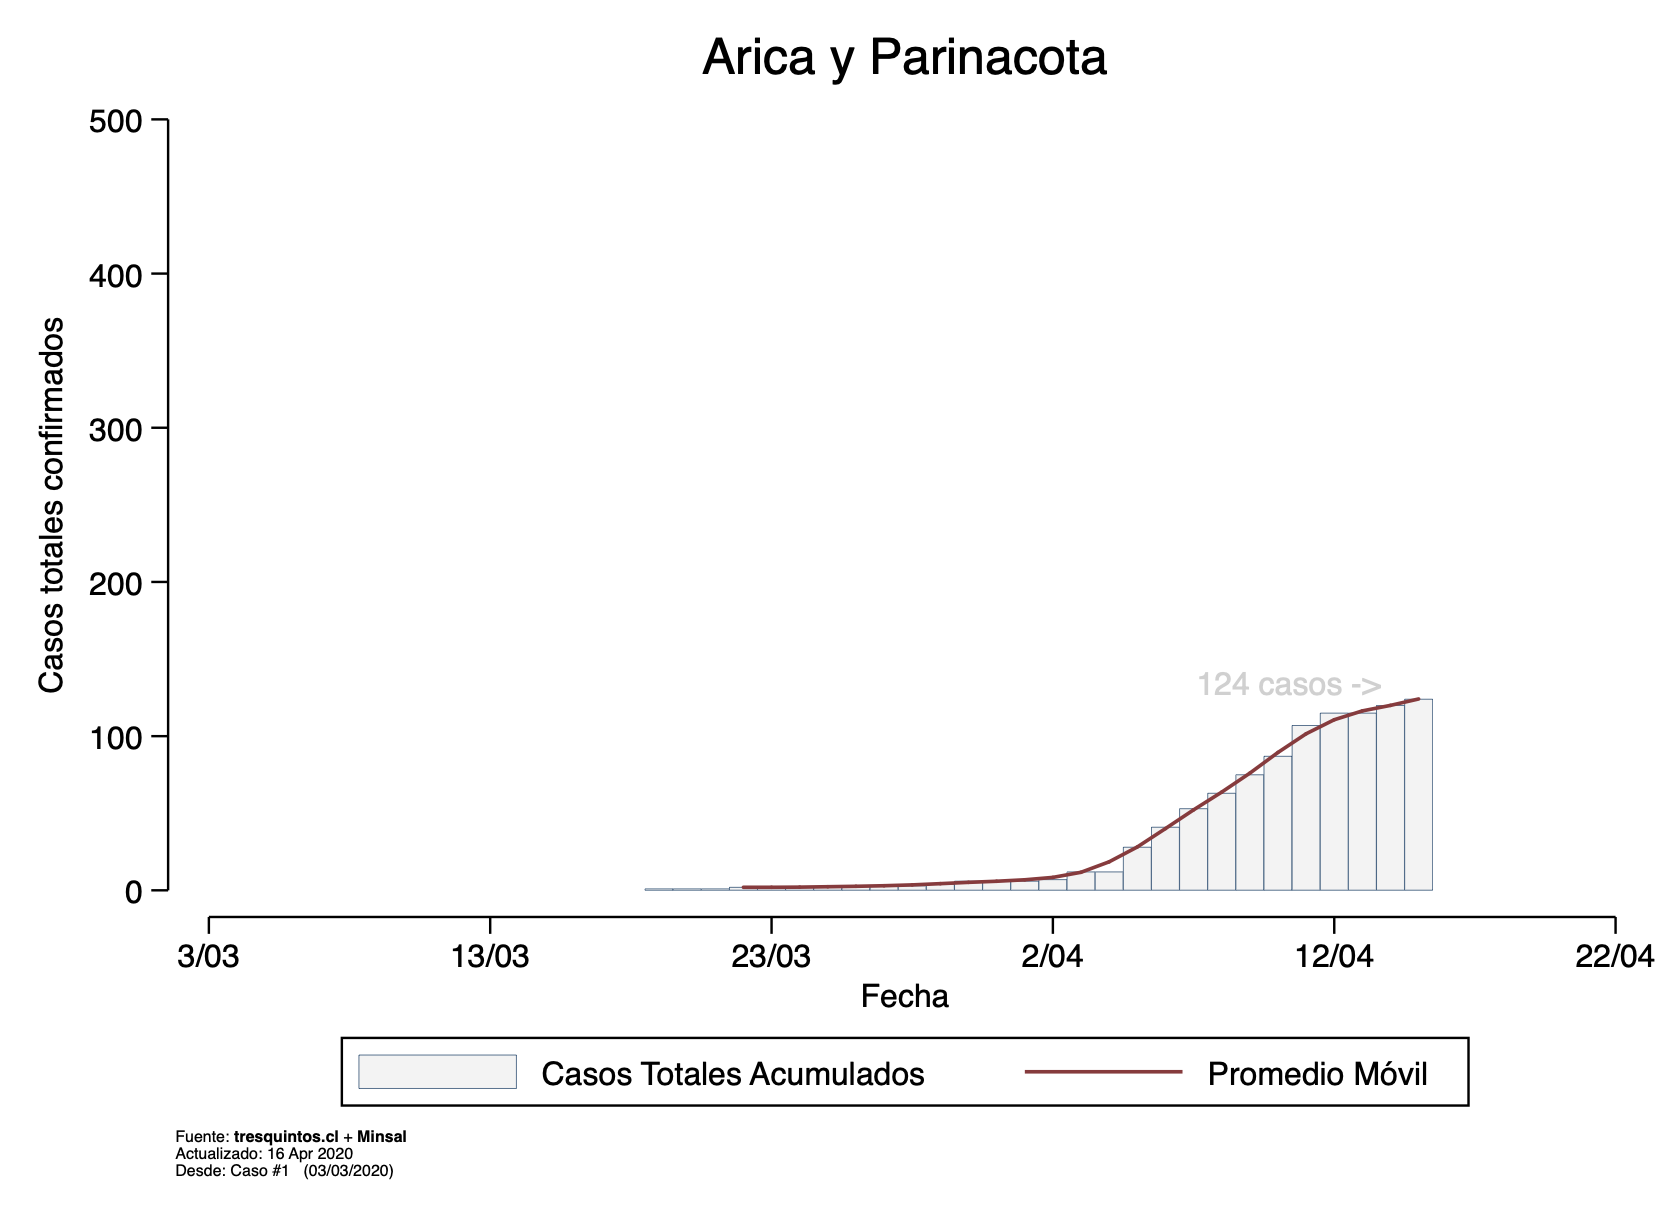 Arica y Parinacota
Casos totales confirmados
500
400
300
200
100
0
124 casos ->
3/03 13/03 23/03 2/04 12/04 22/04
Fecha
Casos Totales Acumulados Promedio Móvil
Fuente: tresquintos.cl + Minsal
Actualizado: 16 Apr 2020
Desde: Caso #1 (03/03/2020)